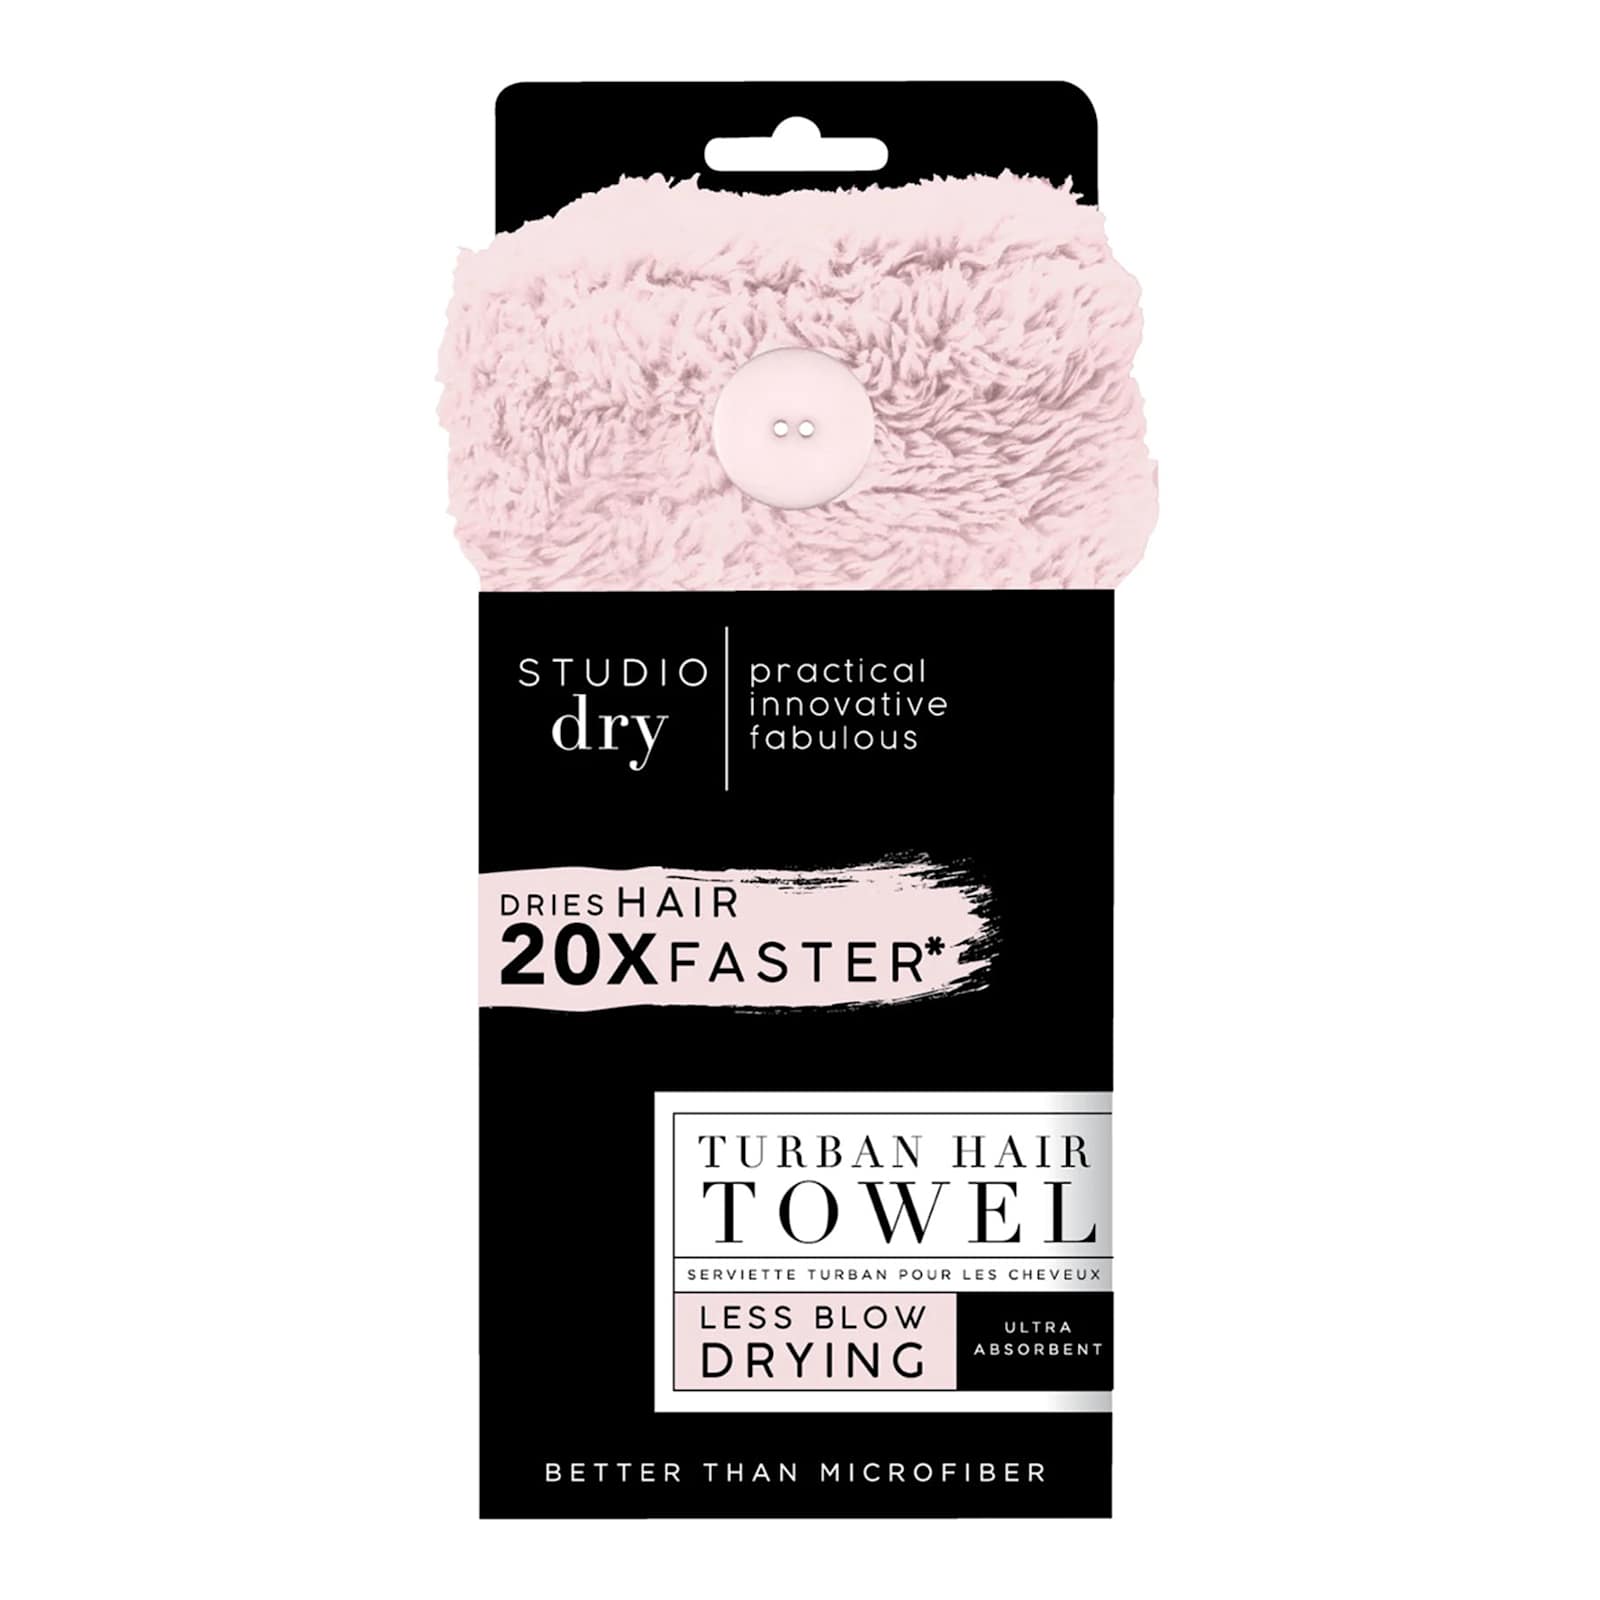 STUDIO
dry
practical
innovative
fabulous
DRIES HAIR
20X FASTER*
TURBAN HAIR
TOWEL
SERVIETTE TURBAN POUR LES CHEVEUX
LESS BLOW
DRYING
ULTRA
ABSORBENT
BETTER THAN MICROFIBER